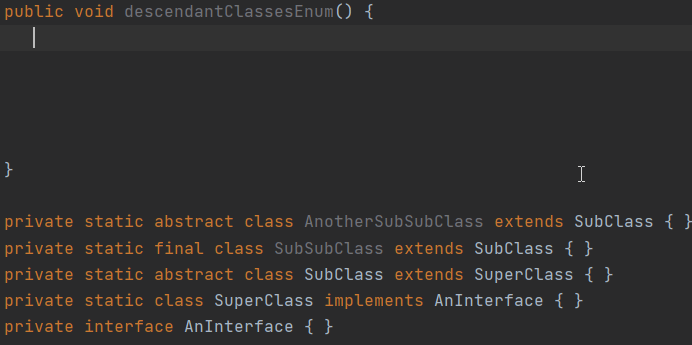 public void descendantClassesEnum() {
}
private static abstract class AnotherSubSubClass extends SubClass { }
private static final class SubSubClass extends SubClass { }
private static abstract class SubClass extends SuperClass { }
private static class SuperClass implements AnInterface { }
private interface AnInterface { }